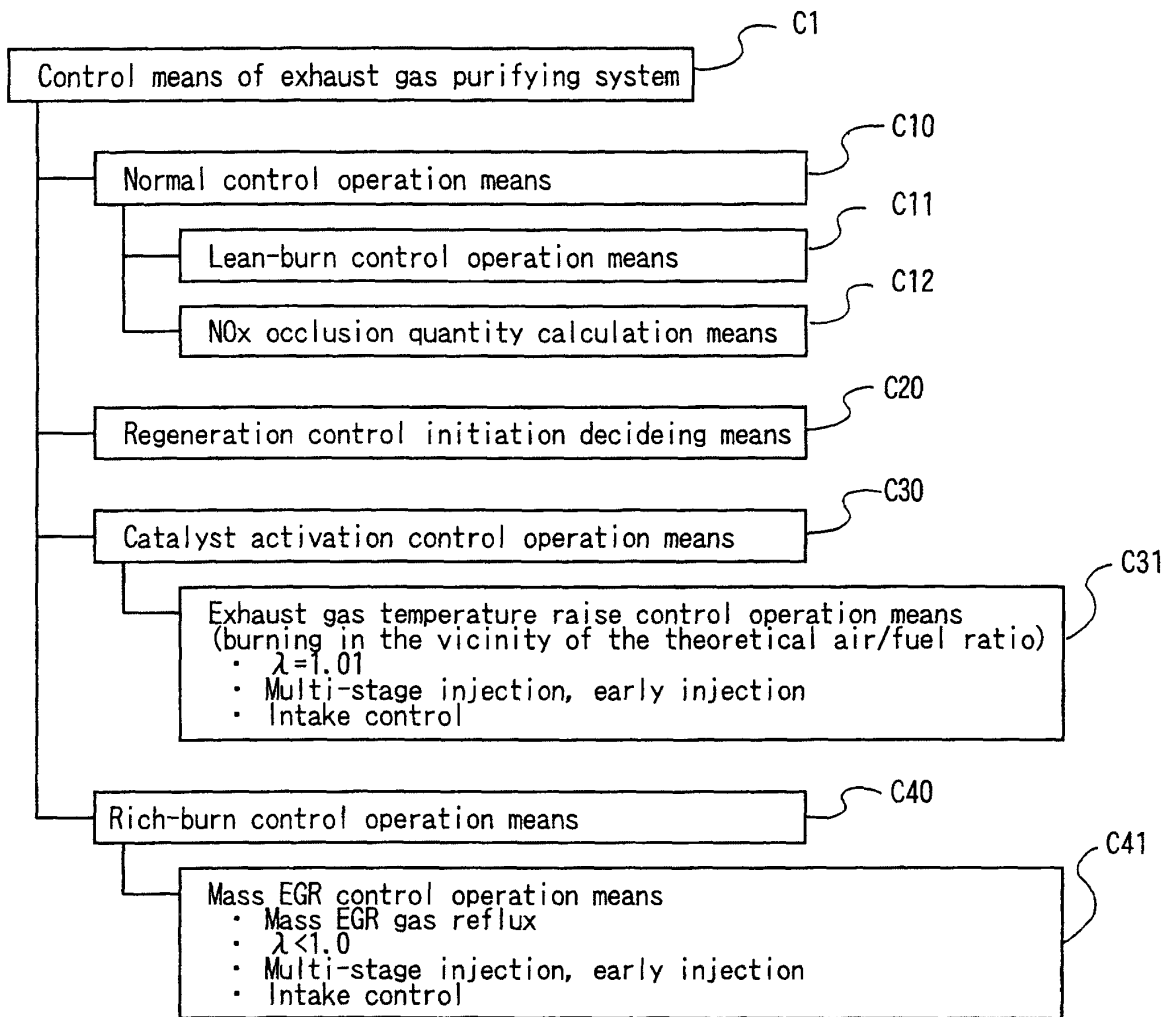 C1
Control means of exhaust gas purifying system
C10
Normal control operation means
C11
Lean-burn control operation means
C12
NOx occlusion quantity calculation means
C20
Regeneration control initiation decideing means
C30
Catalyst activation control operation means
C31
Exhaust gas temperature raise control operation means
(burning in the vicinity of the theoretical air/fuel ratio)
・ λ=1.01
・ Multi-stage injection, early injection
・ Intake control
C40
Rich-burn control operation means
C41
Mass EGR control operation means
・ Mass EGR gas reflux
・ λ<1.0
・ Multi-stage injection, early injection
・ Intake control